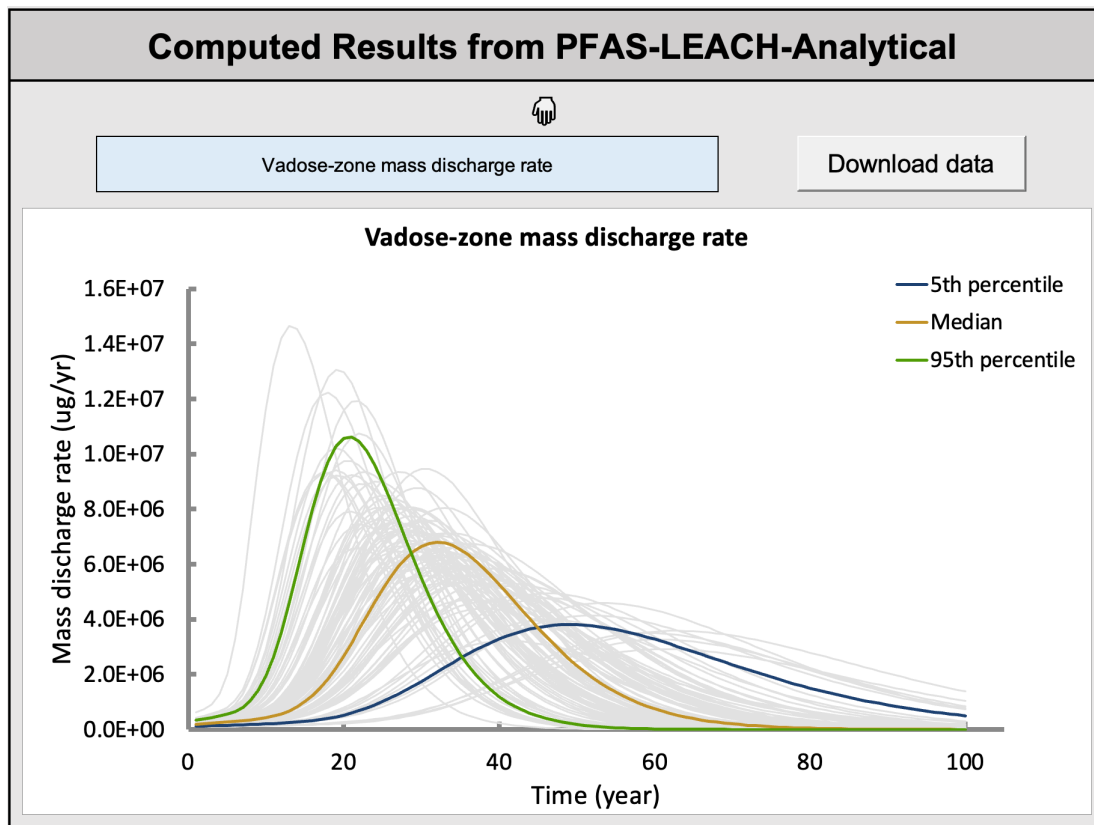 Computed Results from PFAS-LEACH-Analytical
Vadose-zone mass discharge rate
Download data
Vadose-zone mass discharge rate
1.6E+07
1.4E+07
1.2E+07
1.0E+07
8.0E+06
6.0E+06
4.0E+06
2.0E+06
0.0E+00
Mass discharge rate (ug/yr)
5th percentile
Median
95th percentile
0 20 40 60 80 100
Time (year)